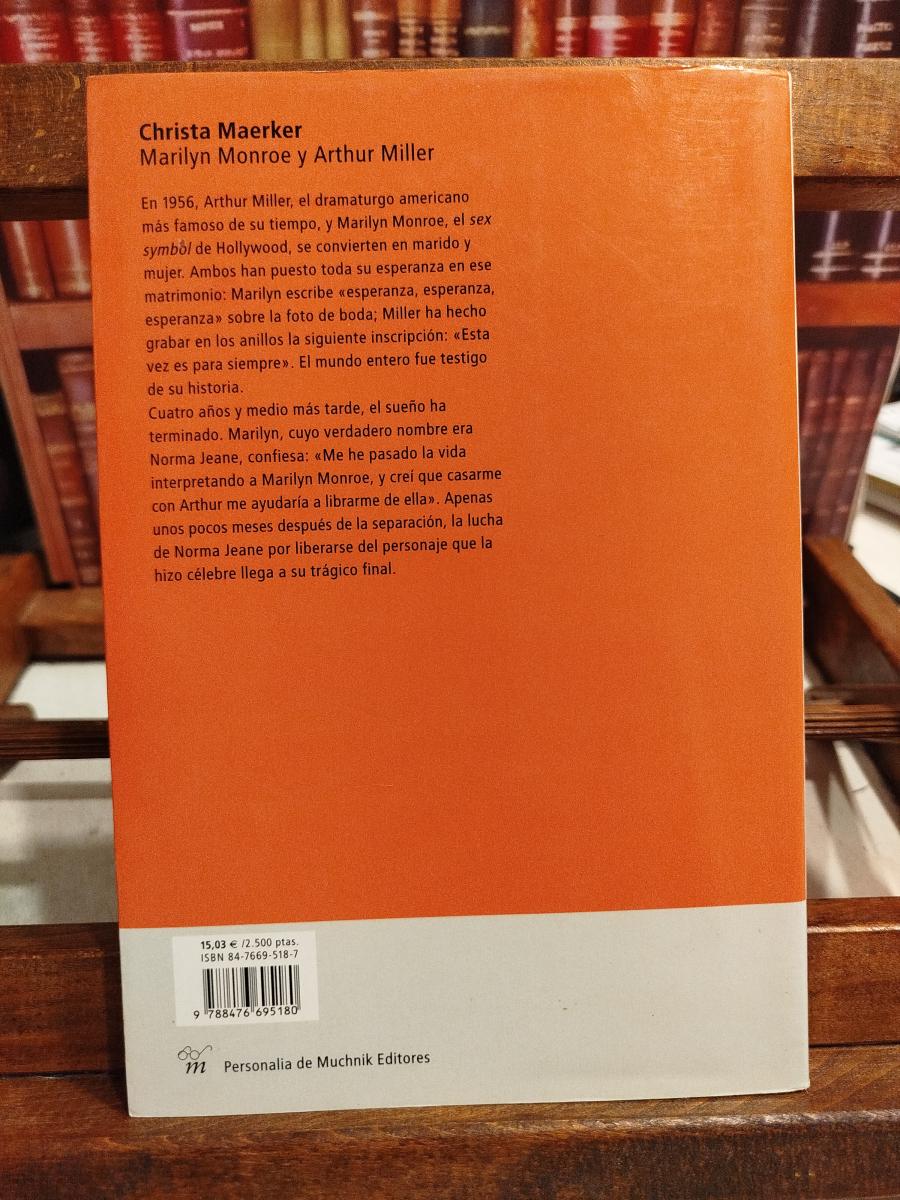 Christa Maerker
Marilyn Monroe y Arthur Miller
En 1956, Arthur Miller, el dramaturgo americano
más famoso de su tiempo, y Marilyn Monroe, el sex
symbol de Hollywood, se convierten en marido y
mujer. Ambos han puesto toda su esperanza en ese
matrimonio: Marilyn escribe «esperanza, esperanza,
esperanza» sobre la foto de boda; Miller ha hecho
grabar en los anillos la siguiente inscripción: «Esta
vez es para siempre». El mundo entero fue testigo
de su historia.
Cuatro años y medio más tarde, el sueño ha
terminado. Marilyn, cuyo verdadero nombre era
Norma Jeane, confiesa: «Me he pasado la vida
interpretando a Marilyn Monroe, y creí que casarme
con Arthur me ayudaría a librarme de ella». Apenas
unos pocos meses después de la separación, la lucha
de Norma Jeane por liberarse del personaje que la
hizo célebre llega a su trágico final.
15,03 € /2.500 ptas.
ISBN 84-7669-518-7
9 788476 695180
m
Personalia de Muchnik Editores